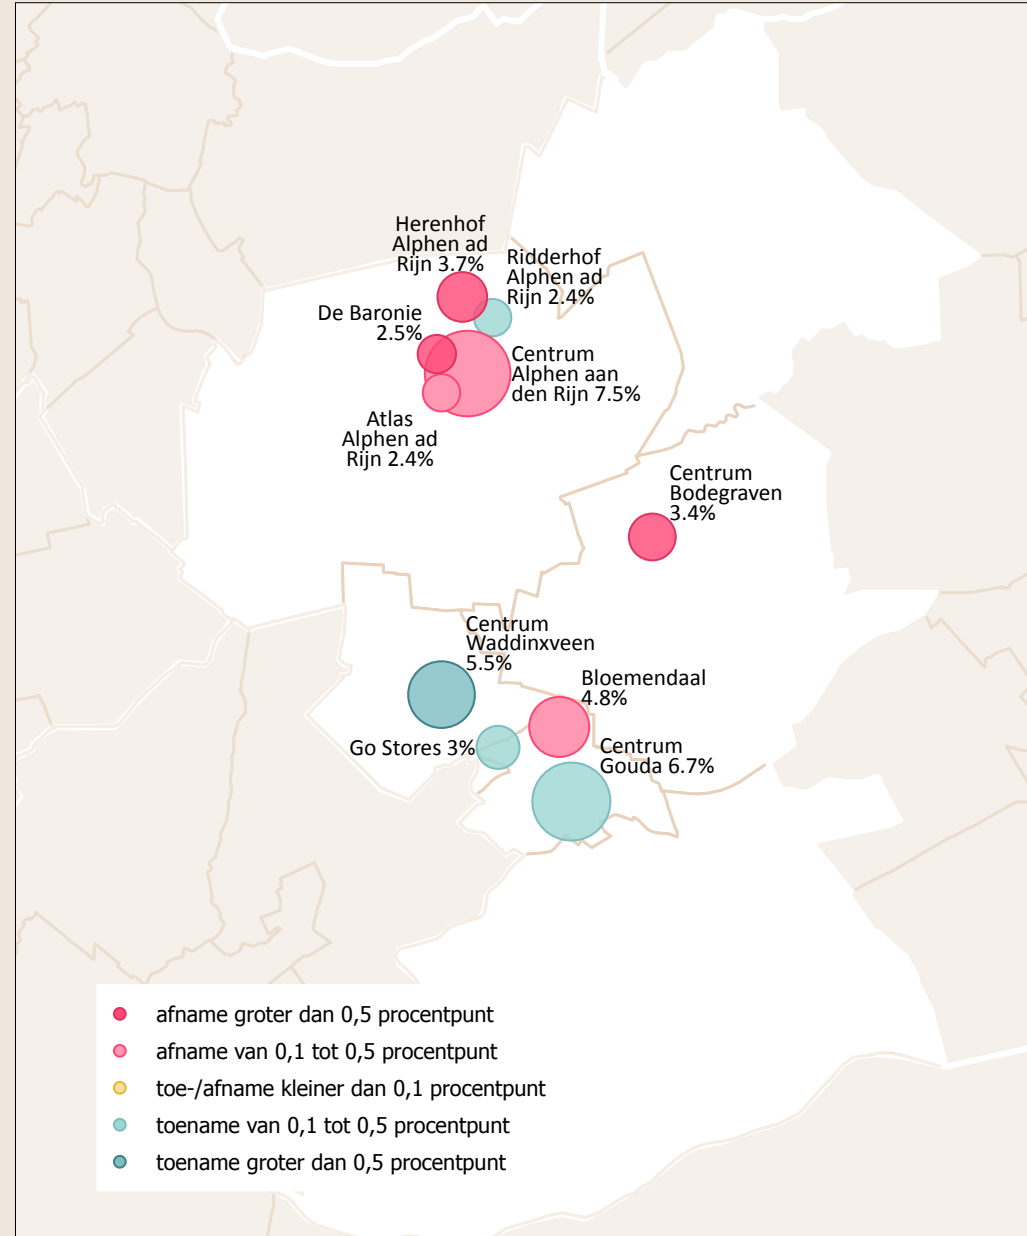 Herenhof
Alphen ad
Rijn 3.7%
Ridderhof
Alphen ad
Rijn 2.4%
De Baronie
2.5%
Centrum
Alphen aan
den Rijn 7.5%
Atlas
Alphen ad
Rijn 2.4%
Centrum
Bodegraven
3.4%
Centrum
Waddinxveen
5.5%
Bloemendaal
4.8%
Go Stores 3%
Centrum
Gouda 6.7%
afname groter dan 0,5 procentpunt
afname van 0,1 tot 0,5 procentpunt
toe-/afname kleiner dan 0,1 procentpunt
toename van 0,1 tot 0,5 procentpunt
toename groter dan 0,5 procentpunt